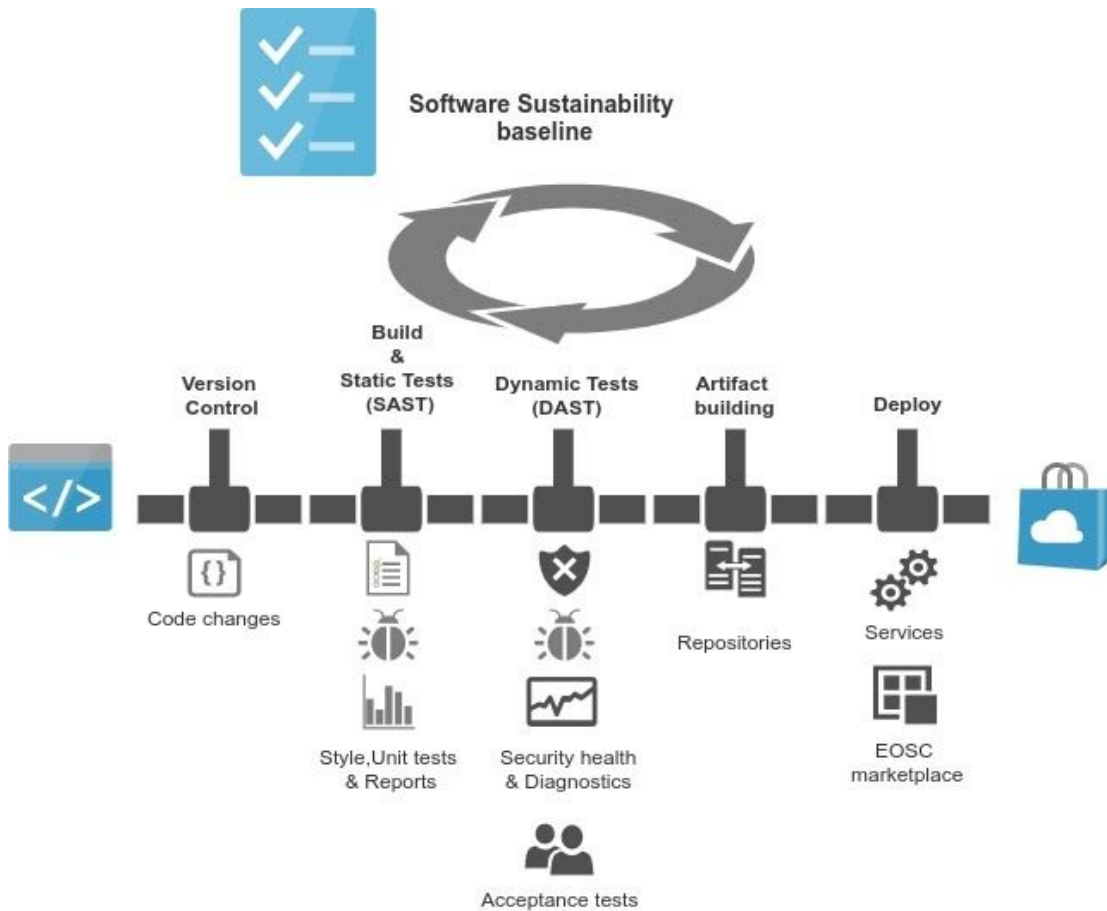 Software Sustainability
baseline
Version
Control
Build
&
Static Tests
(SAST)
Dynamic Tests
(DAST)
Artifact
building
Deploy
</>
{}
Code changes
Style,Unit tests
& Reports
Security health
& Diagnostics
Acceptance tests
Repositories
Services
EOSC
marketplace